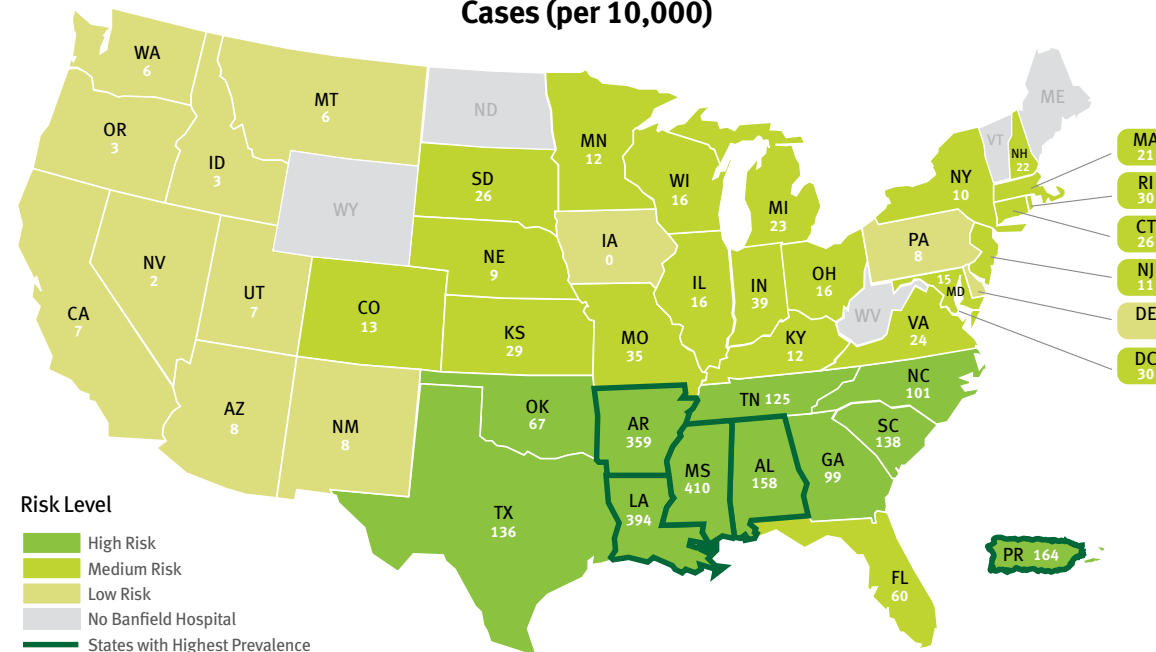 Cases (per 10,000)
WA
6
MT
6
ND
ME
OR
3
ID
3
MN
12
VT
NH
22
MA
21
SD
26
WI
16
NY
10
RI
30
WY
MI
23
CT
26
IA
0
PA
8
NE
9
NV
2
UT
7
OH
16
NJ
11
IL
16
IN
39
15
MD
CO
13
CA
7
WV
DE
VA
24
KS
29
MO
35
KY
12
DC
30
NC
101
TN 125
AZ
8
NM
8
OK
67
AR
359
SC
138
MS
410
AL
158
GA
99
LA
394
TX
136
PR 164
FL
60
Risk Level
High Risk
Medium Risk
Low Risk
No Banfield Hospital
States with Highest Prevalence